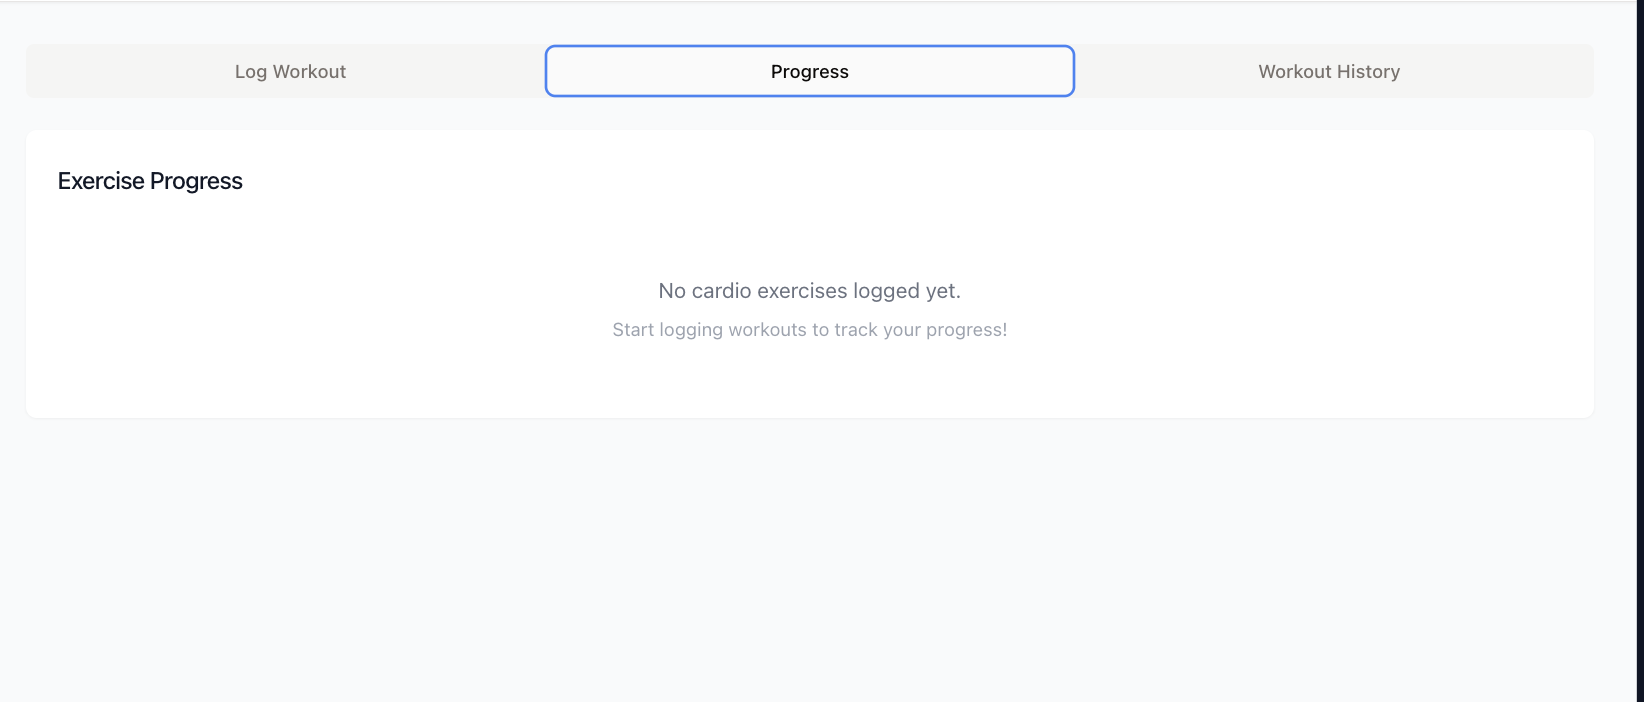 Log Workout
Progress
Workout History
Exercise Progress
No cardio exercises logged yet.
Start logging workouts to track your progress!